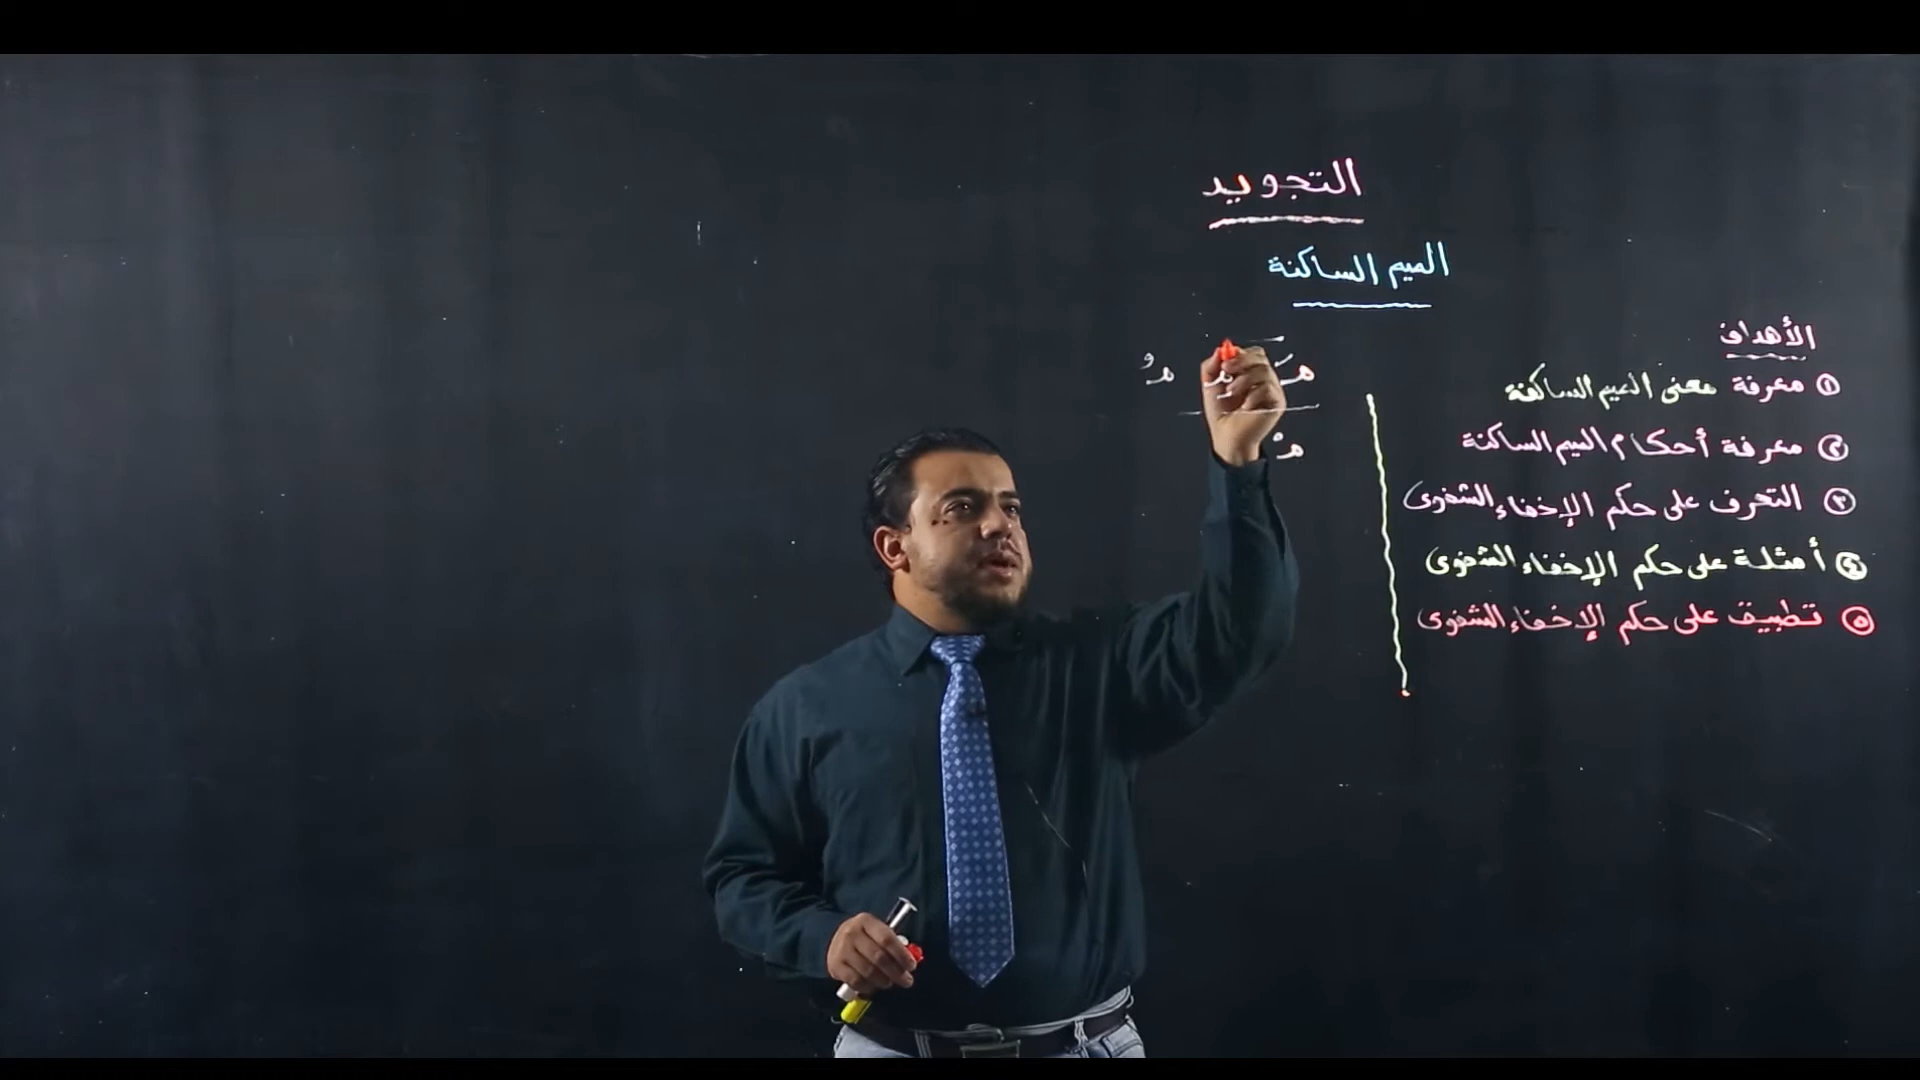 التجويد
الميم الساكنة
الأهداف
١ معرفة معنى الميم الساكنة
٢ معرفة أحكام الميم الساكنة
٣ التعرف على حكم الإخفاء الشفوى
٤ أمثلة على حكم الإخفاء الشفوى
٥ تطبيق على حكم الإخفاء الشفوى
مَ مِ مُ
مْ